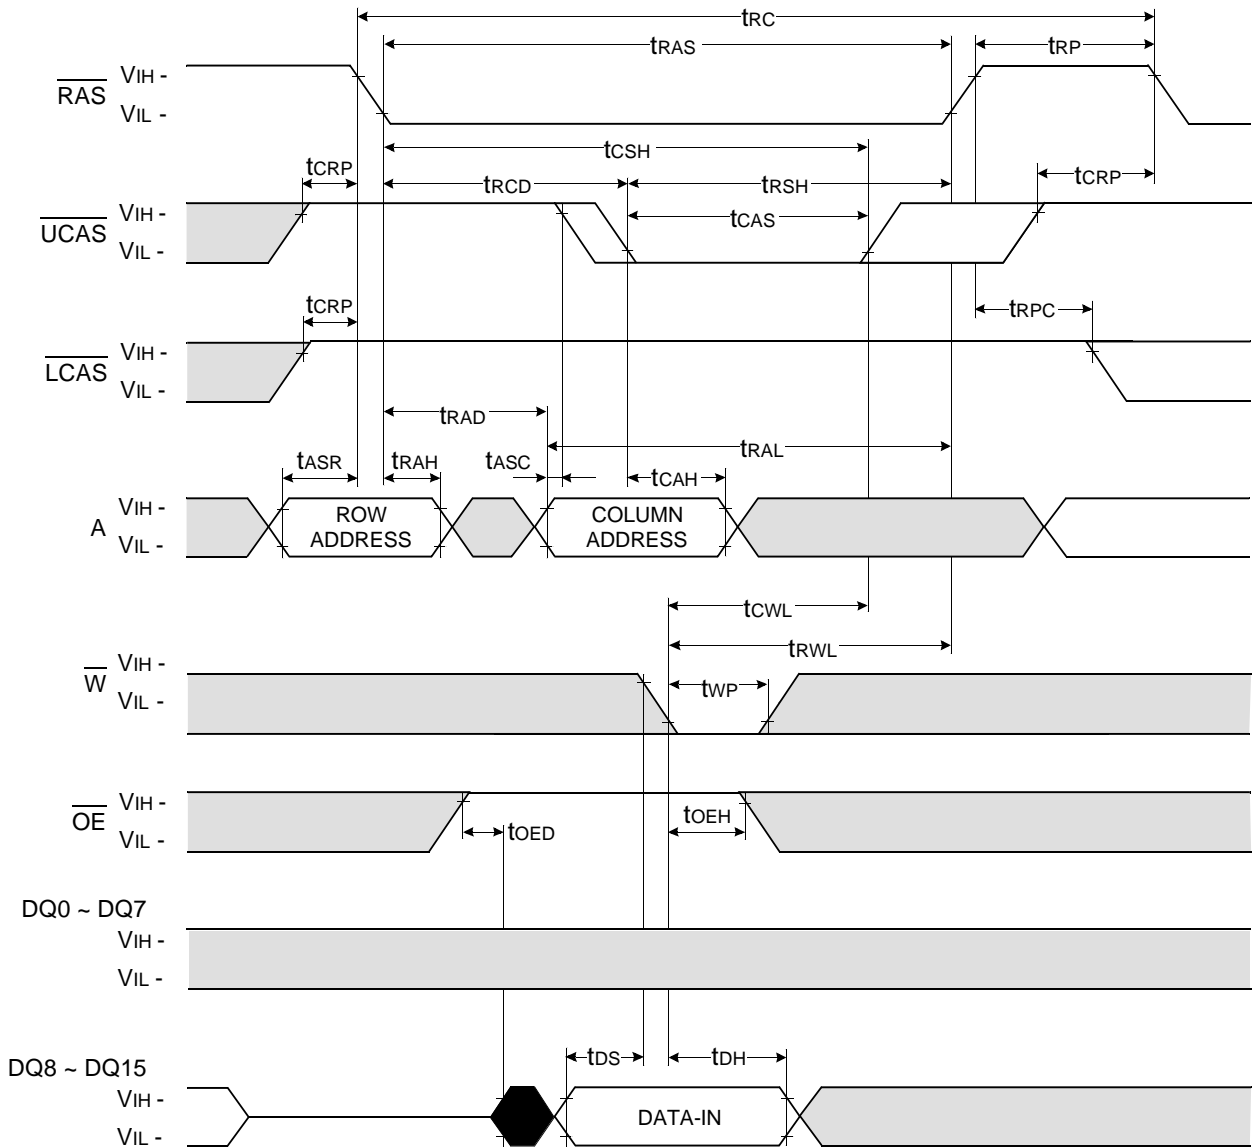 tRC
tRAS
tRP
RAS
VIH -
VIL -
tCSH
tCRP
tRCD
tRSH
tCRP
UCAS
VIH -
VIL -
tCAS
tCRP
tRPC
LCAS
VIH -
VIL -
tRAD
tRAL
tASR
tRAH
tASC
tCAH
A
VIH -
VIL -
ROW
ADDRESS
COLUMN
ADDRESS
tCWL
tRWL
W
VIH -
VIL -
tWP
OE
VIH -
VIL -
tOED
tOEH
DQ0 ~ DQ7
VIH -
VIL -
DQ8 ~ DQ15
VIH -
VIL -
tDS
tDH
DATA-IN